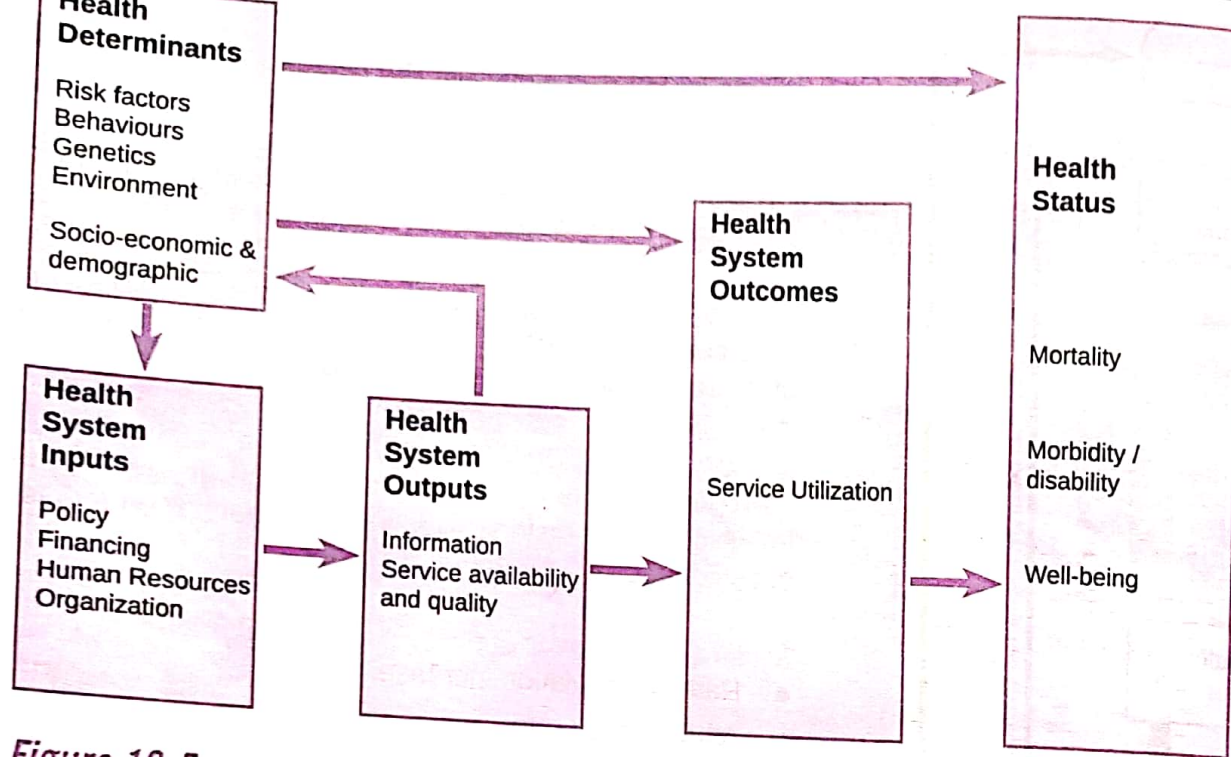 Health
Determinants
Risk factors
Behaviours
Genetics
Environment
Socio-economic &
demographic
Health
System
Inputs
Policy
Financing
Human Resources
Organization
Health
System
Outputs
Information
Service availability
and quality
Health
System
Outcomes
Service Utilization
Health
Status
Mortality
Morbidity /
disability
Well-being
Figure